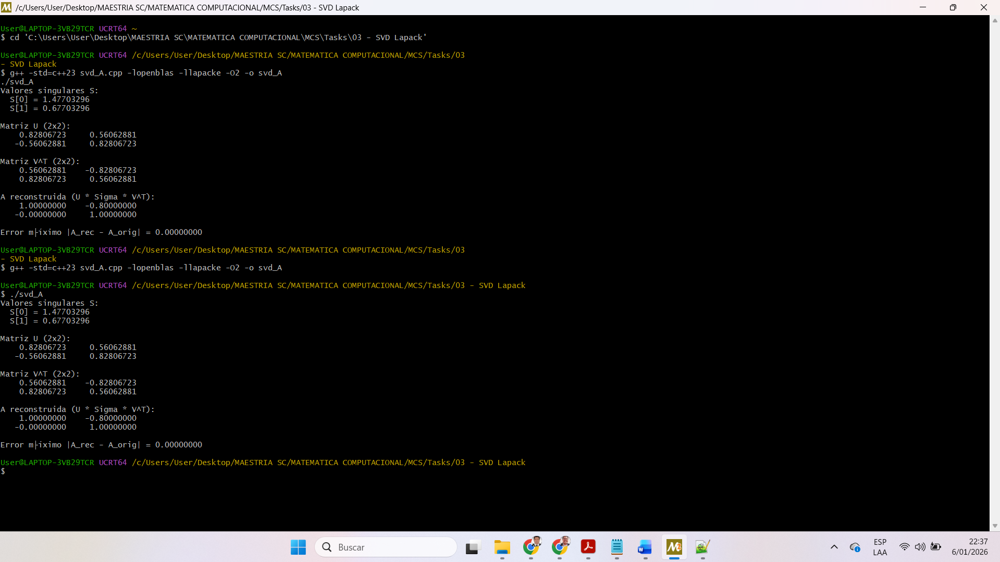 /c/Users/User/Desktop/MAESTRIA SC/MATEMATICA COMPUTACIONAL/MCS/Tasks/03 - SVD Lapack
User@LAPTOP-3VB29TCR UCRT64 ~
$ cd 'C:\Users\User\Desktop\MAESTRIA SC\MATEMATICA COMPUTACIONAL\MCS\Tasks\03 - SVD Lapack'
User@LAPTOP-3VB29TCR UCRT64 /c/Users/User/Desktop/MAESTRIA SC/MATEMATICA COMPUTACIONAL/MCS/Tasks/03
- SVD Lapack
$ g++ -std=c++23 svd_A.cpp -lopenblas -llapacke -O2 -o svd_A
./svd_A
Valores singulares S:
S[0] = 1.47703296
S[1] = 0.67703296
Matriz U (2x2):
0.82806723 0.56062881
-0.56062881 0.82806723
Matriz V^T (2x2):
0.56062881 -0.82806723
0.82806723 0.56062881
A reconstruida (U * Sigma * V^T):
1.00000000 -0.80000000
-0.00000000 1.00000000
Error m├íximo |A_rec - A_orig| = 0.00000000
User@LAPTOP-3VB29TCR UCRT64 /c/Users/User/Desktop/MAESTRIA SC/MATEMATICA COMPUTACIONAL/MCS/Tasks/03
- SVD Lapack
$ g++ -std=c++23 svd_A.cpp -lopenblas -llapacke -O2 -o svd_A
User@LAPTOP-3VB29TCR UCRT64 /c/Users/User/Desktop/MAESTRIA SC/MATEMATICA COMPUTACIONAL/MCS/Tasks/03 - SVD Lapack
$ ./svd_A
Valores singulares S:
S[0] = 1.47703296
S[1] = 0.67703296
Matriz U (2x2):
0.82806723 0.56062881
-0.56062881 0.82806723
Matriz V^T (2x2):
0.56062881 -0.82806723
0.82806723 0.56062881
A reconstruida (U * Sigma * V^T):
1.00000000 -0.80000000
-0.00000000 1.00000000
Error m├íximo |A_rec - A_orig| = 0.00000000
User@LAPTOP-3VB29TCR UCRT64 /c/Users/User/Desktop/MAESTRIA SC/MATEMATICA COMPUTACIONAL/MCS/Tasks/03 - SVD Lapack
$
Buscar
ESP
LAA
22:37
6/01/2026